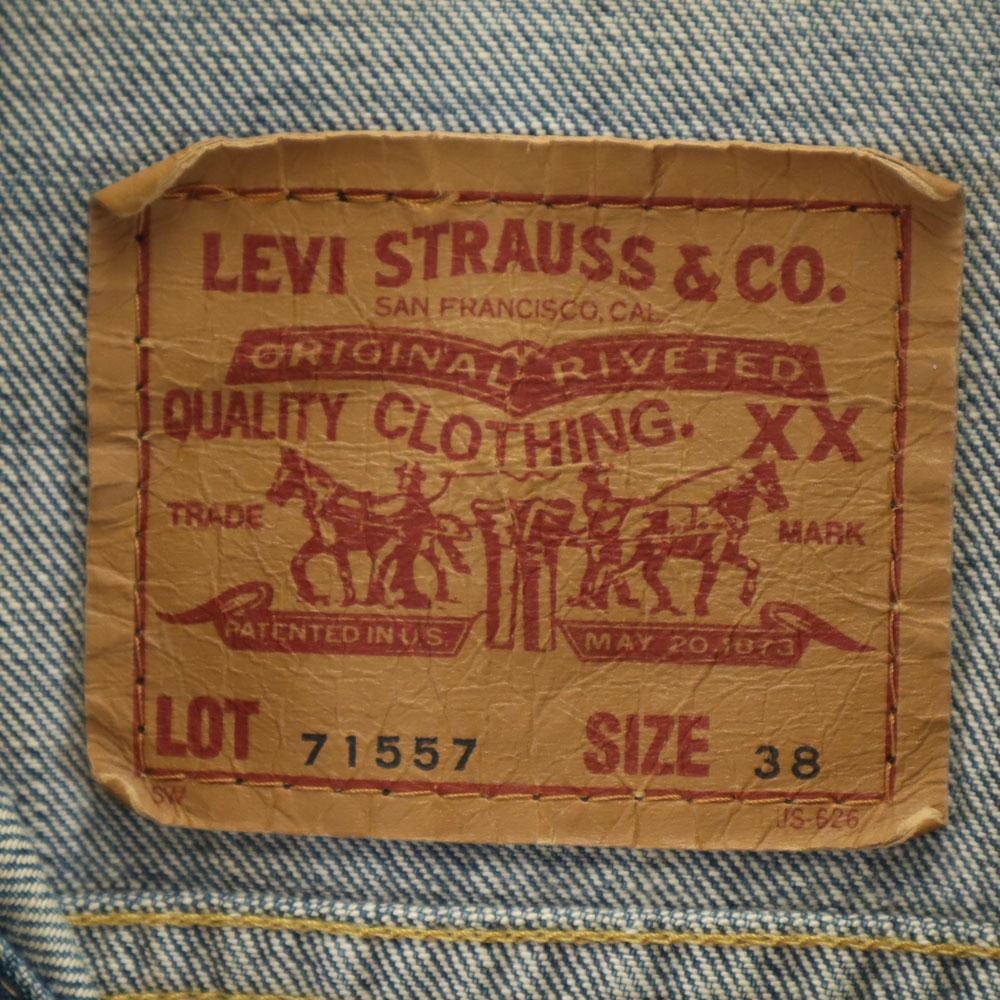 LEVI STRAUSS & CO.
SAN FRANCISCO, CAL.
ORIGINAL RIVETED
QUALITY CLOTHING. XX
TRADE MARK
PATENTED IN U.S. MAY 20, 1873
LOT 71557 SIZE 38
SW US-626